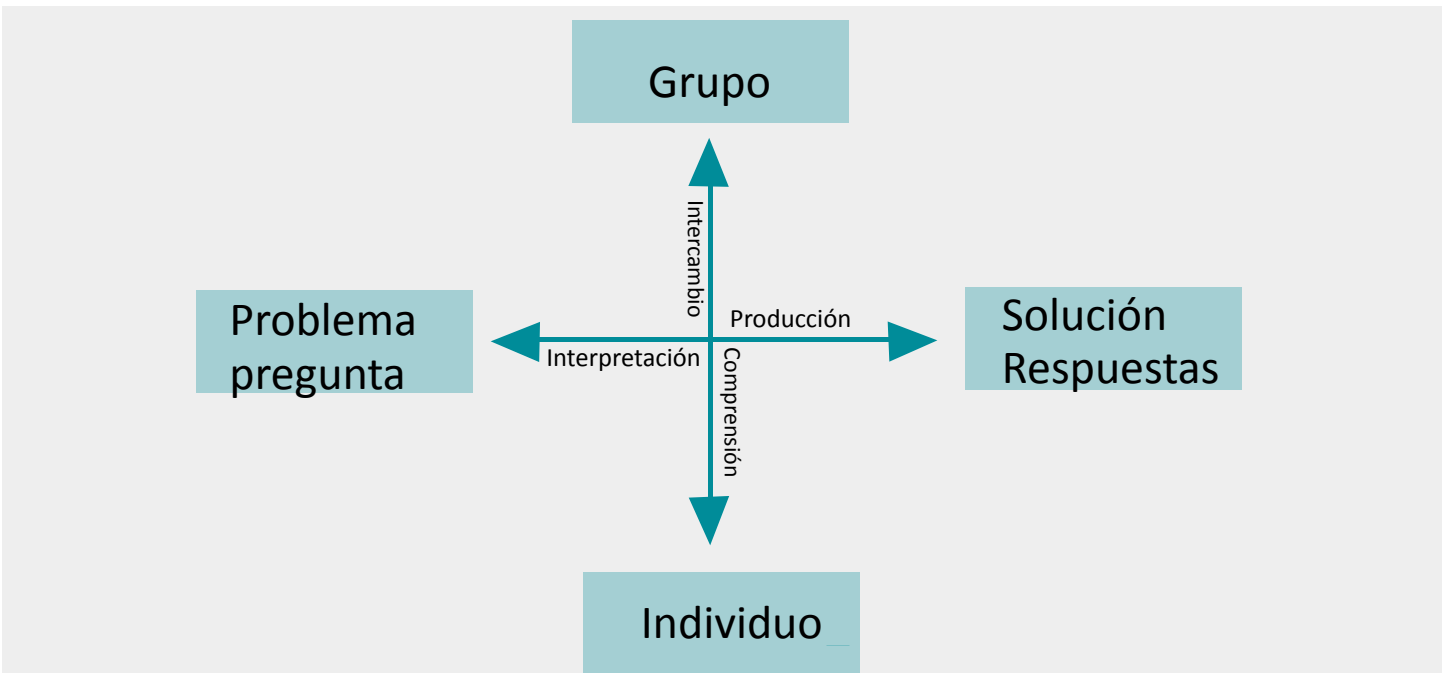 Grupo
Intercambio
Problema
pregunta
Producción
Interpretación
Solución
Respuestas
Comprensión
Individuo